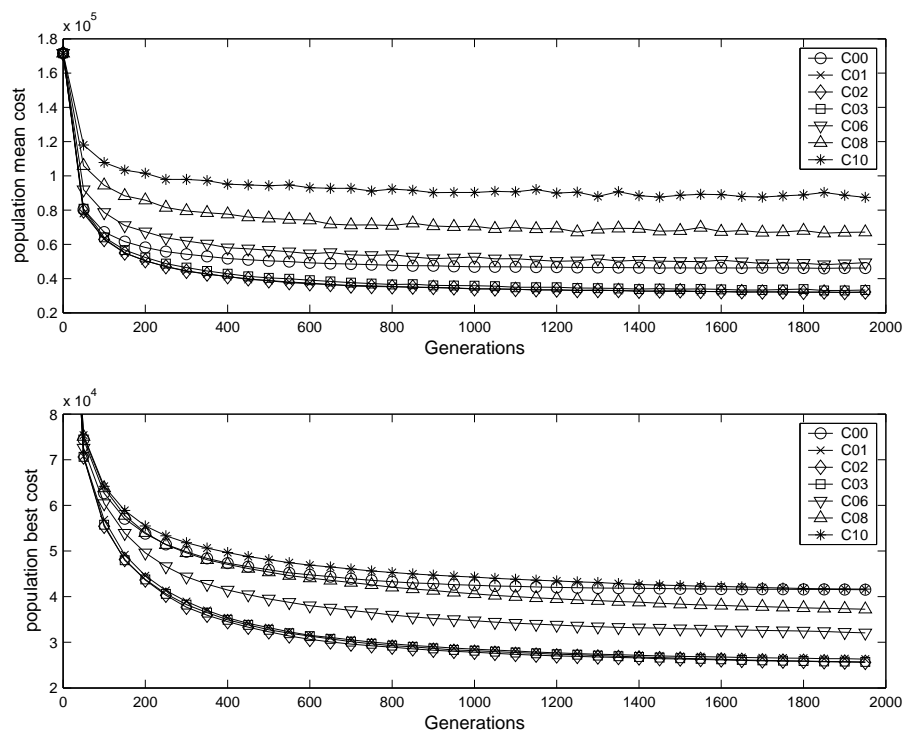 x 10^5
1.8
1.6
1.4
1.2
1
0.8
0.6
0.4
0.2
population mean cost
0 200 400 600 800 1000 1200 1400 1600 1800 2000
Generations
C00
C01
C02
C03
C06
C08
C10
x 10^4
8
7
6
5
4
3
2
population best cost
0 200 400 600 800 1000 1200 1400 1600 1800 2000
Generations
C00
C01
C02
C03
C06
C08
C10